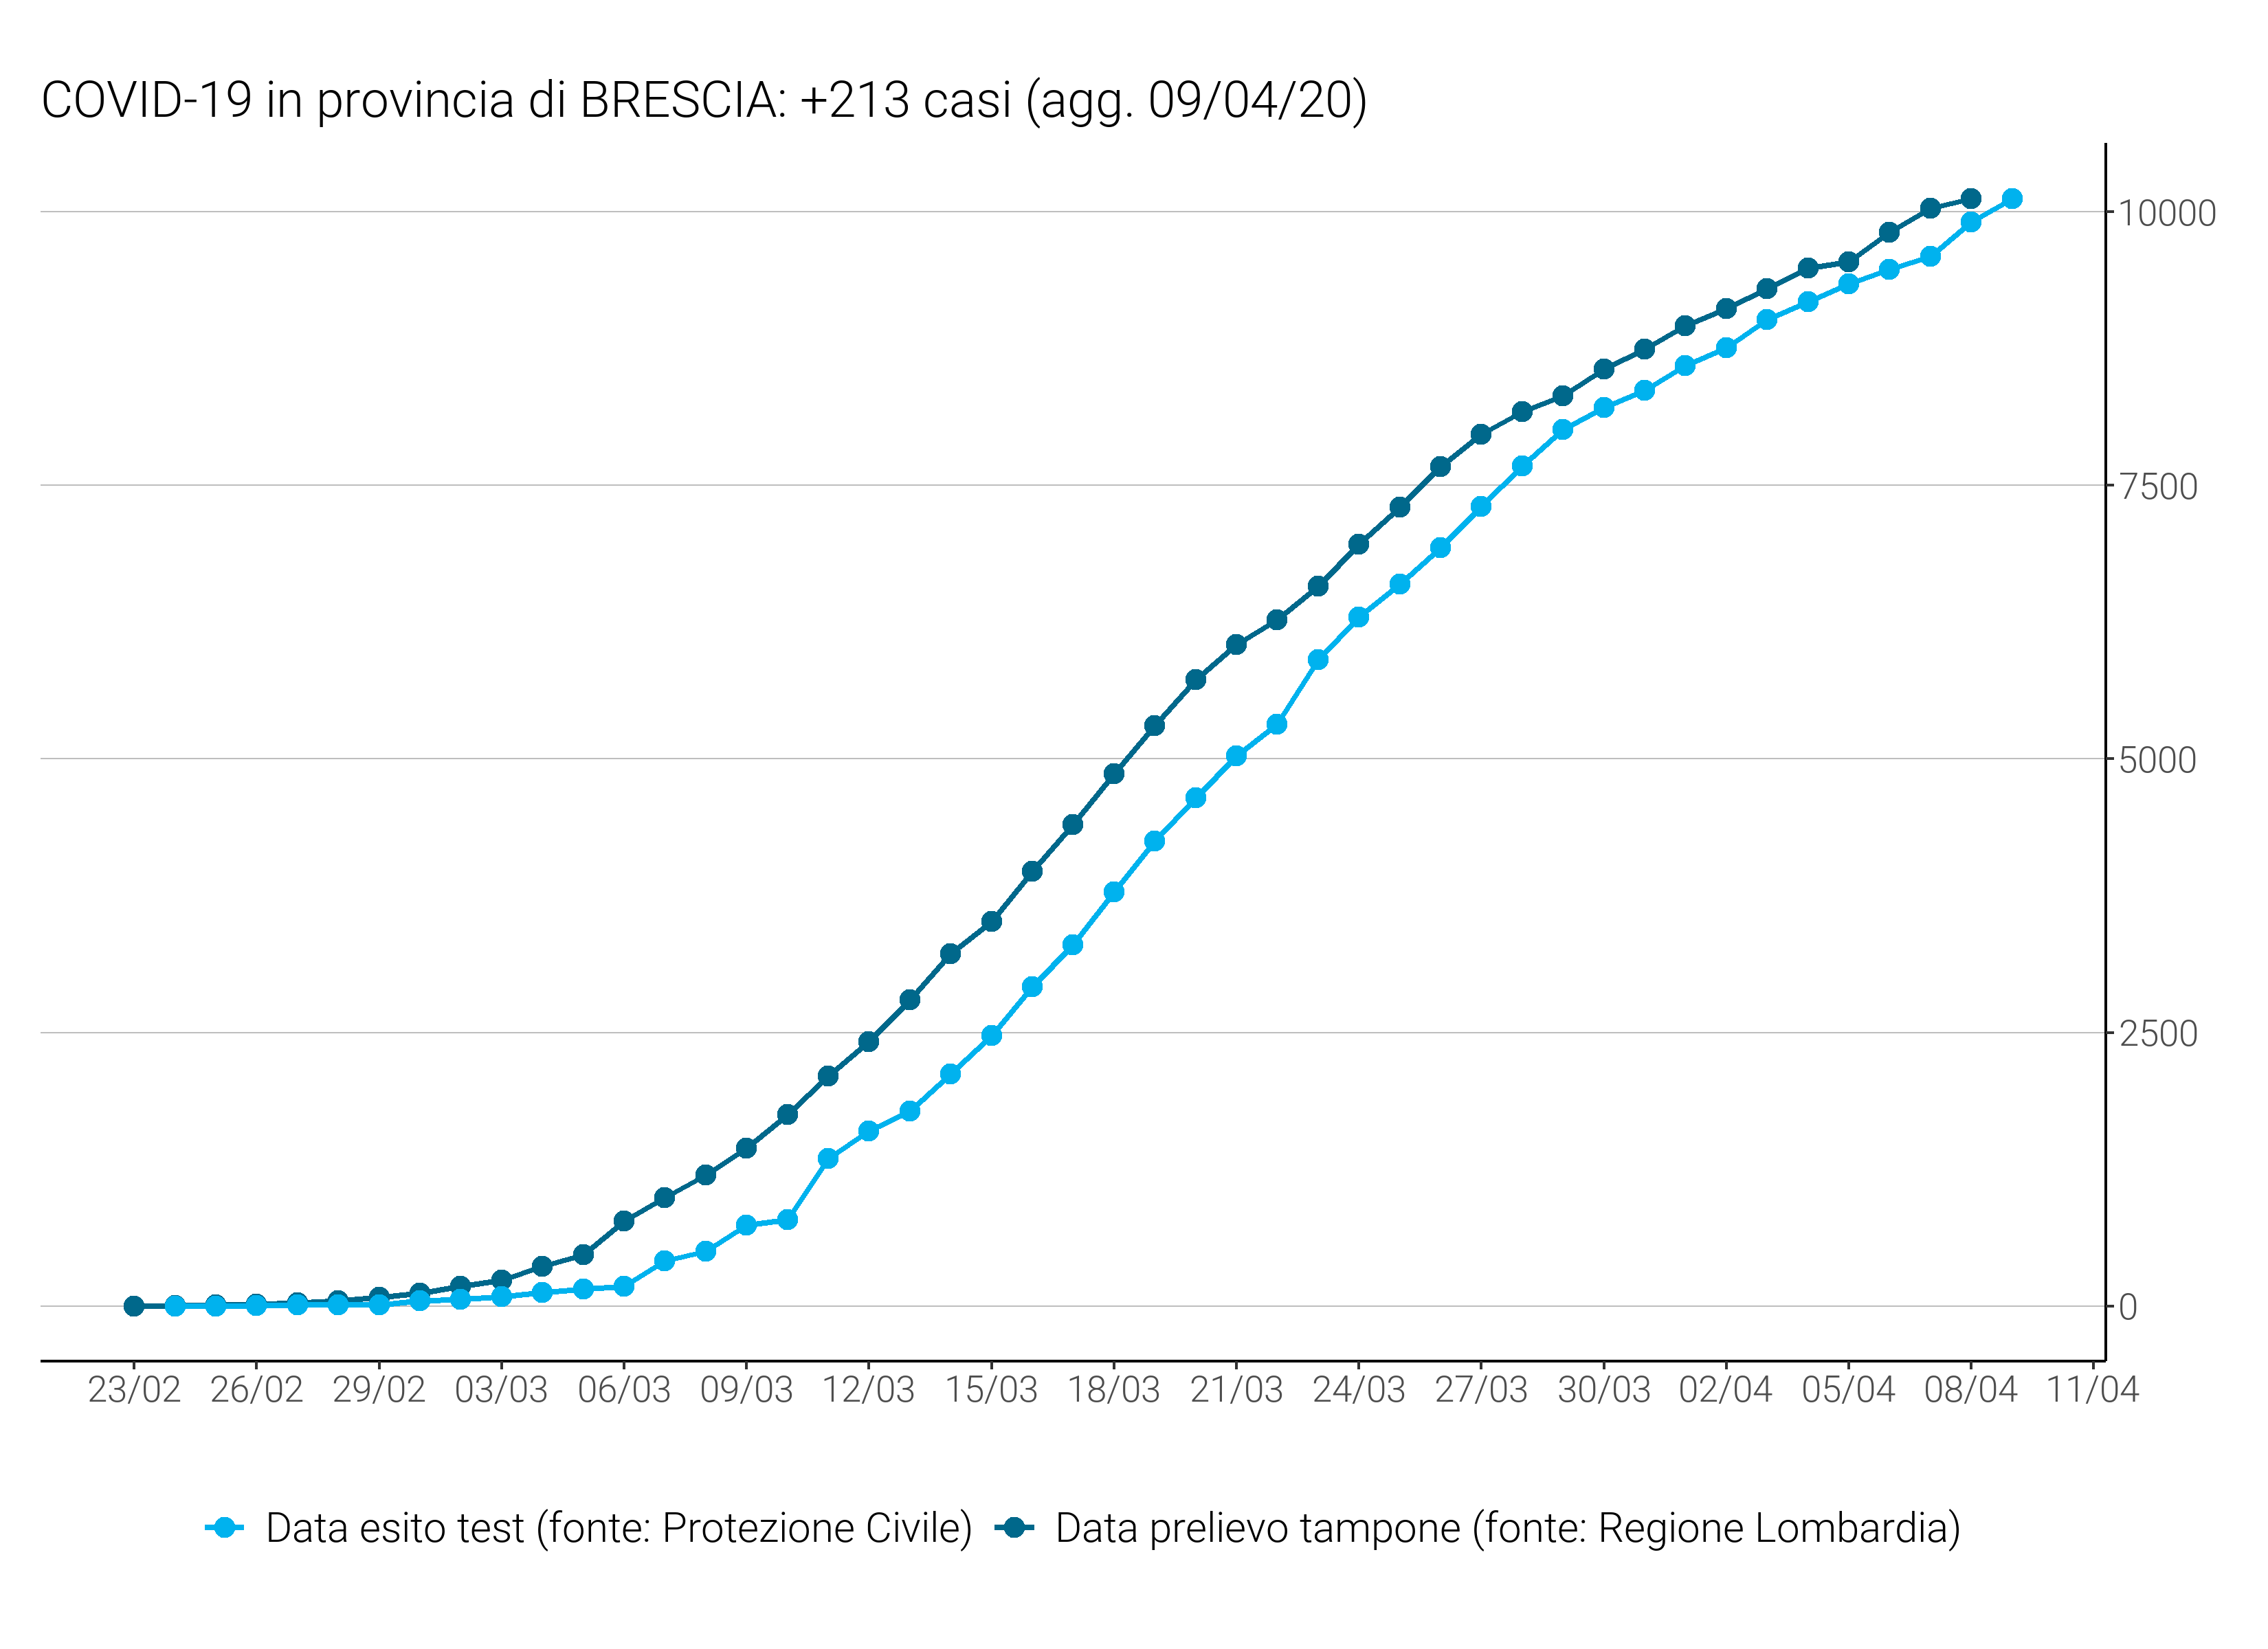 COVID-19 in provincia di BRESCIA: +213 casi (agg. 09/04/20)
10000
7500
5000
2500
0
23/02 26/02 29/02 03/03 06/03 09/03 12/03 15/03 18/03 21/03 24/03 27/03 30/03 02/04 05/04 08/04 11/04
Data esito test (fonte: Protezione Civile) Data prelievo tampone (fonte: Regione Lombardia)